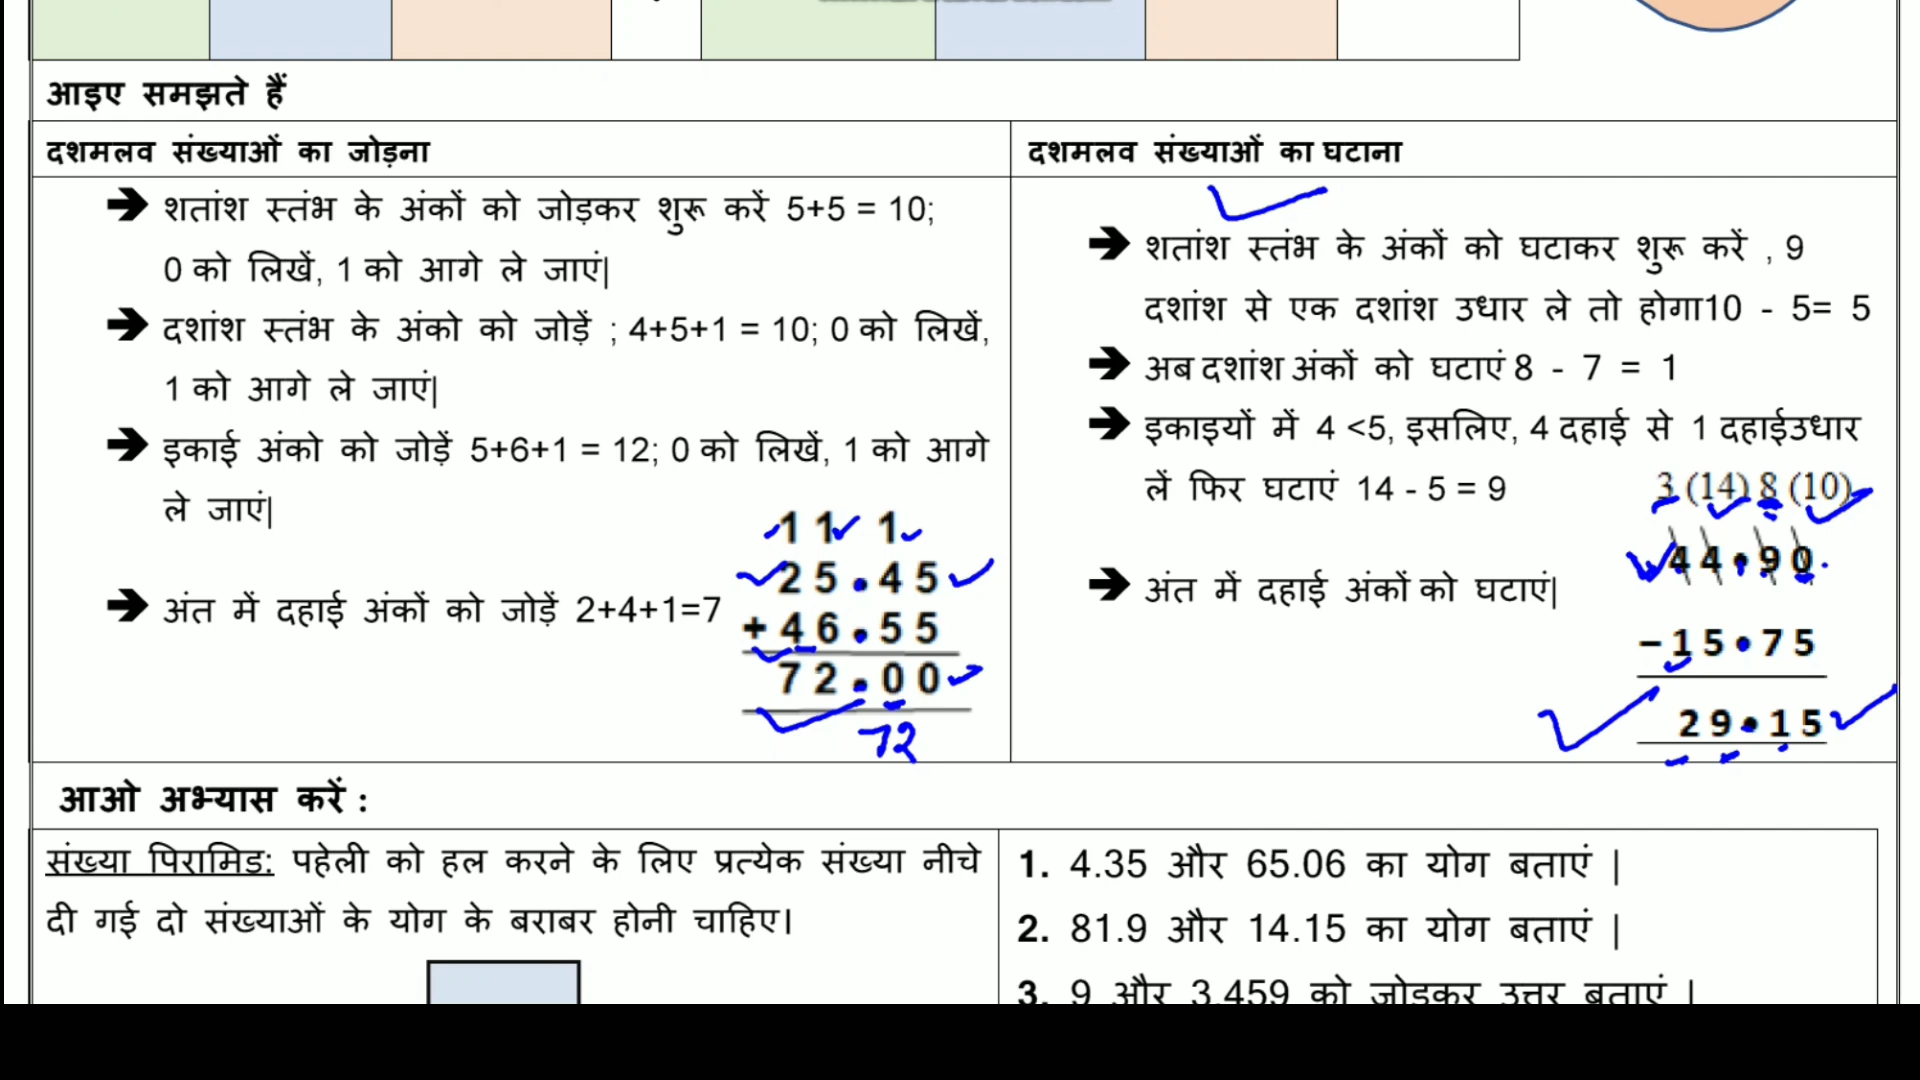 आइए समझते हैं
दशमलव संख्याओं का जोड़ना
शतांश स्तंभ के अंकों को जोड़कर शुरू करें 5+5 = 10;
0 को लिखें, 1 को आगे ले जाएं|
दशांश स्तंभ के अंको को जोड़ें ; 4+5+1 = 10; 0 को लिखें,
1 को आगे ले जाएं|
इकाई अंको को जोड़ें 5+6+1 = 12; 0 को लिखें, 1 को आगे
ले जाएं|
अंत में दहाई अंकों को जोड़ें 2+4+1=7
1 1 1
25.45
+ 46.55
72.00
72
दशमलव संख्याओं का घटाना
शतांश स्तंभ के अंकों को घटाकर शुरू करें , 9
दशांश से एक दशांश उधार ले तो होगा10 - 5= 5
अब दशांश अंकों को घटाएं 8 - 7 = 1
इकाइयों में 4 <5, इसलिए, 4 दहाई से 1 दहाईउधार
लें फिर घटाएं 14 - 5 = 9
अंत में दहाई अंकों को घटाएं|
3 (14) 8 (10)
44.90
- 15.75
29.15
आओ अभ्यास करें :
संख्या पिरामिड: पहेली को हल करने के लिए प्रत्येक संख्या नीचे
दी गई दो संख्याओं के योग के बराबर होनी चाहिए।
1. 4.35 और 65.06 का योग बताएं |
2. 81.9 और 14.15 का योग बताएं |
3. 9 और 3.459 को जोड़कर उत्तर बताएं |